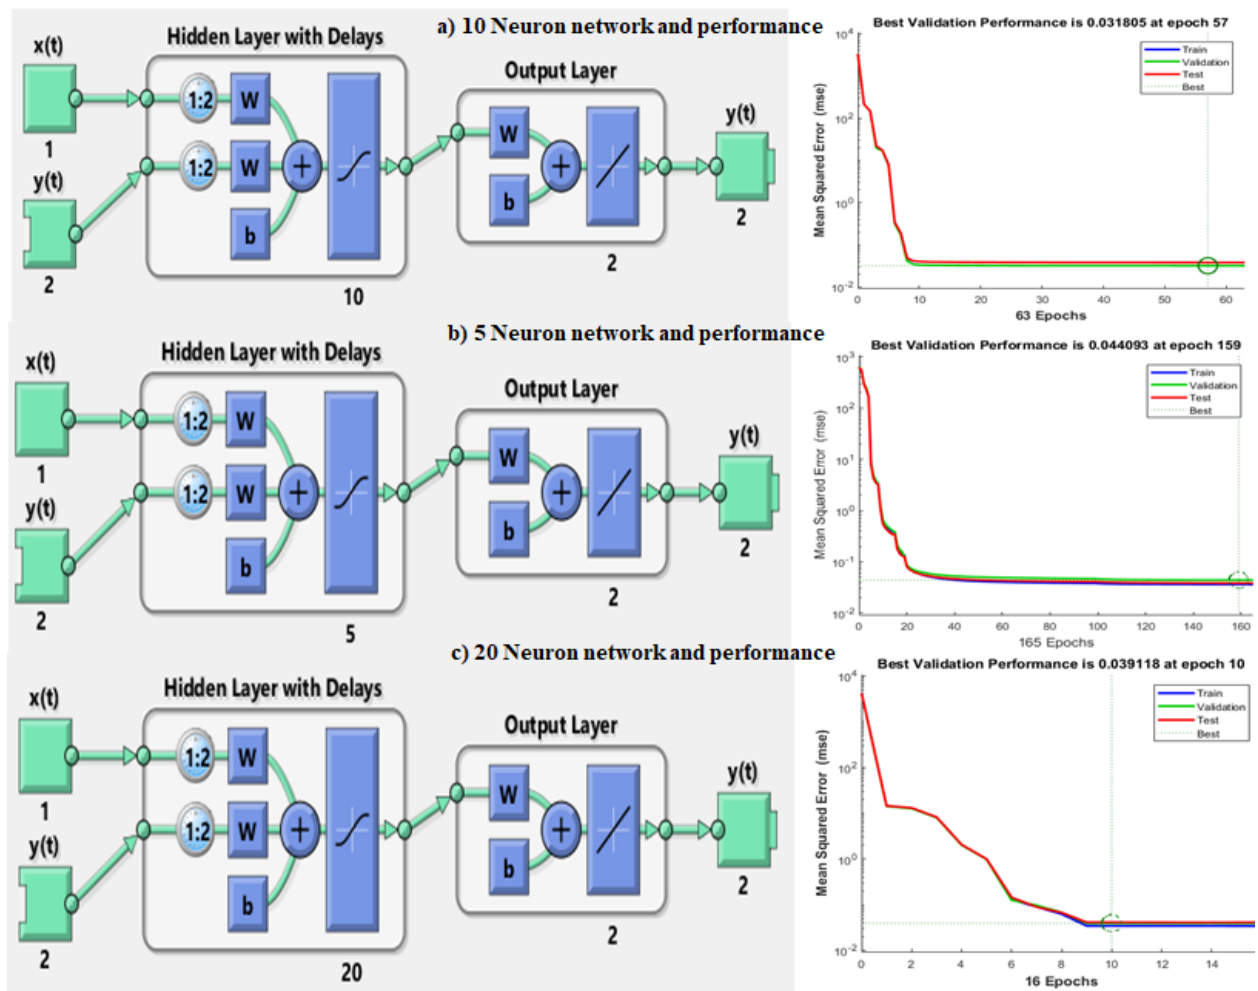 a) 10 Neuron network and performance
Hidden Layer with Delays
x(t)
1:2
W
1
y(t)
1:2
W
b
2
10
Output Layer
W
b
2
y(t)
2
Best Validation Performance is 0.031805 at epoch 57
Mean Squared Error (mse)
10^4
10^2
10^0
10^-2
Train
Validation
Test
Best
0 10 20 30 40 50 60
63 Epochs
b) 5 Neuron network and performance
Hidden Layer with Delays
x(t)
1:2
W
1
y(t)
1:2
W
b
2
5
Output Layer
W
b
2
y(t)
2
Best Validation Performance is 0.044093 at epoch 159
Mean Squared Error (mse)
10^3
10^2
10^1
10^0
10^-1
10^-2
Train
Validation
Test
Best
0 20 40 60 80 100 120 140 160
165 Epochs
c) 20 Neuron network and performance
Hidden Layer with Delays
x(t)
1:2
W
1
y(t)
1:2
W
b
2
20
Output Layer
W
b
2
y(t)
2
Best Validation Performance is 0.039118 at epoch 10
Mean Squared Error (mse)
10^4
10^2
10^0
10^-2
Train
Validation
Test
Best
0 2 4 6 8 10 12 14
16 Epochs